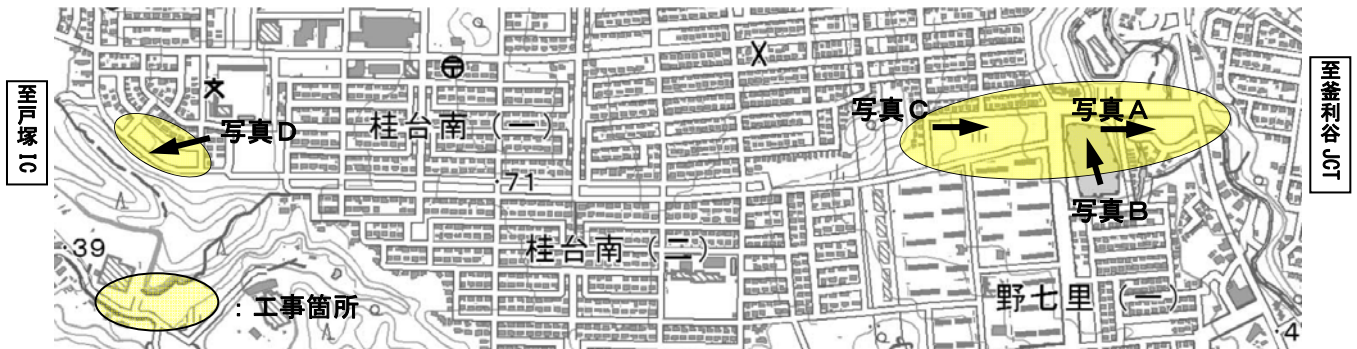 至戸塚IC
至釜利谷JCT
写真C
写真A
写真D
桂台南（一）
・71
写真B
桂台南（二）
・39
野七里（一）
：工事箇所
・4